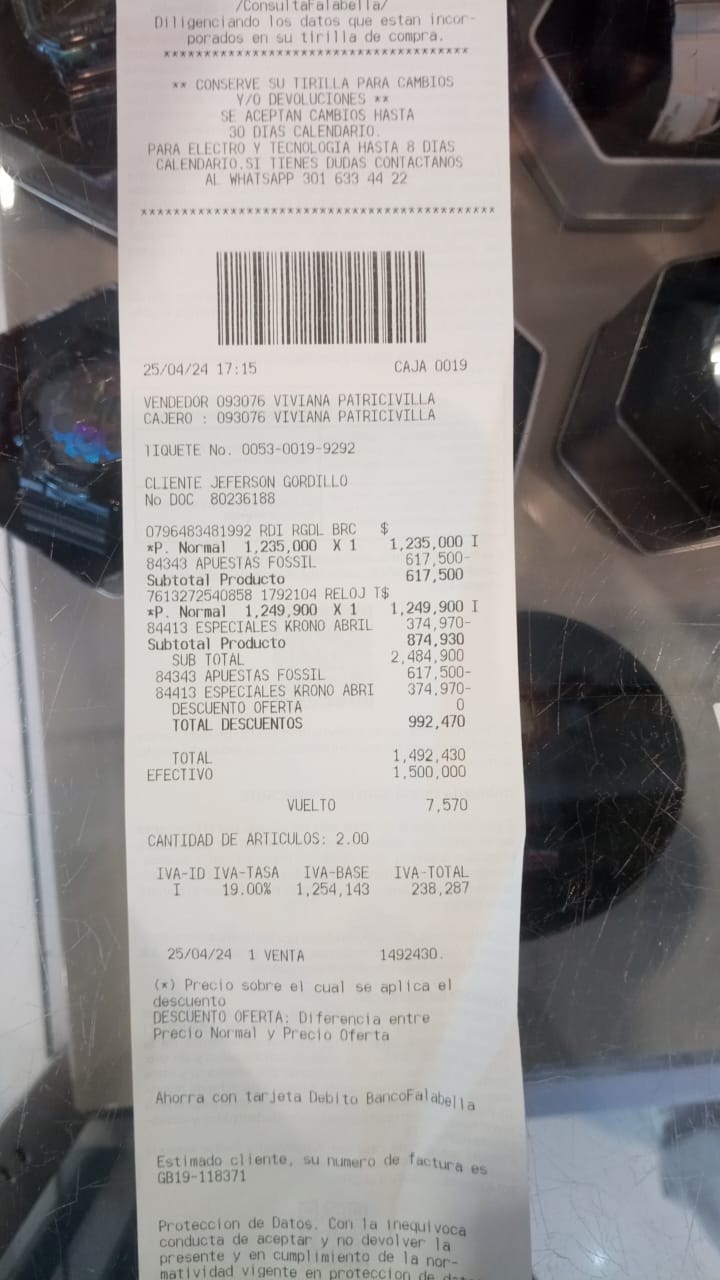 /ConsultaFalabella/
Diligenciando los datos que estan incor-
porados en su tirilla de compra.
****************************************
** CONSERVE SU TIRILLA PARA CAMBIOS
Y/O DEVOLUCIONES **
SE ACEPTAN CAMBIOS HASTA
30 DIAS CALENDARIO.
PARA ELECTRO Y TECNOLOGIA HASTA 8 DIAS
CALENDARIO.SI TIENES DUDAS CONTACTANOS
AL WHATSAPP 301 633 44 22
********************************************
25/04/24 17:15 CAJA 0019
VENDEDOR 093076 VIVIANA PATRICIVILLA
CAJERO : 093076 VIVIANA PATRICIVILLA
TIQUETE No. 0053-0019-9292
CLIENTE JEFERSON GORDILLO
No DOC 80236188
0796483481992 RDI RGDL BRC $
*P. Normal 1,235,000 X 1 1,235,000 I
84343 APUESTAS FOSSIL 617,500-
Subtotal Producto 617,500
7613272540858 1792104 RELOJ T$
*P. Normal 1,249,900 X 1 1,249,900 I
84413 ESPECIALES KRONO ABRIL 374,970-
Subtotal Producto 874,930
SUB TOTAL 2,484,900
84343 APUESTAS FOSSIL 617,500-
84413 ESPECIALES KRONO ABRI 374,970-
DESCUENTO OFERTA 0
TOTAL DESCUENTOS 992,470
TOTAL 1,492,430
EFECTIVO 1,500,000
VUELTO 7,570
CANTIDAD DE ARTICULOS: 2.00
IVA-ID IVA-TASA IVA-BASE IVA-TOTAL
I 19.00% 1,254,143 238,287
25/04/24 1 VENTA 1492430.
(*) Precio sobre el cual se aplica el
descuento
DESCUENTO OFERTA: Diferencia entre
Precio Normal y Precio Oferta
Ahorra con tarjeta Debito BancoFalabella
Estimado cliente, su numero de factura es
GB19-118371
Proteccion de Datos. Con la inequivoca
conducta de aceptar y no devolver la
presente y en cumplimiento de la nor-
matividad vigente en proteccion de